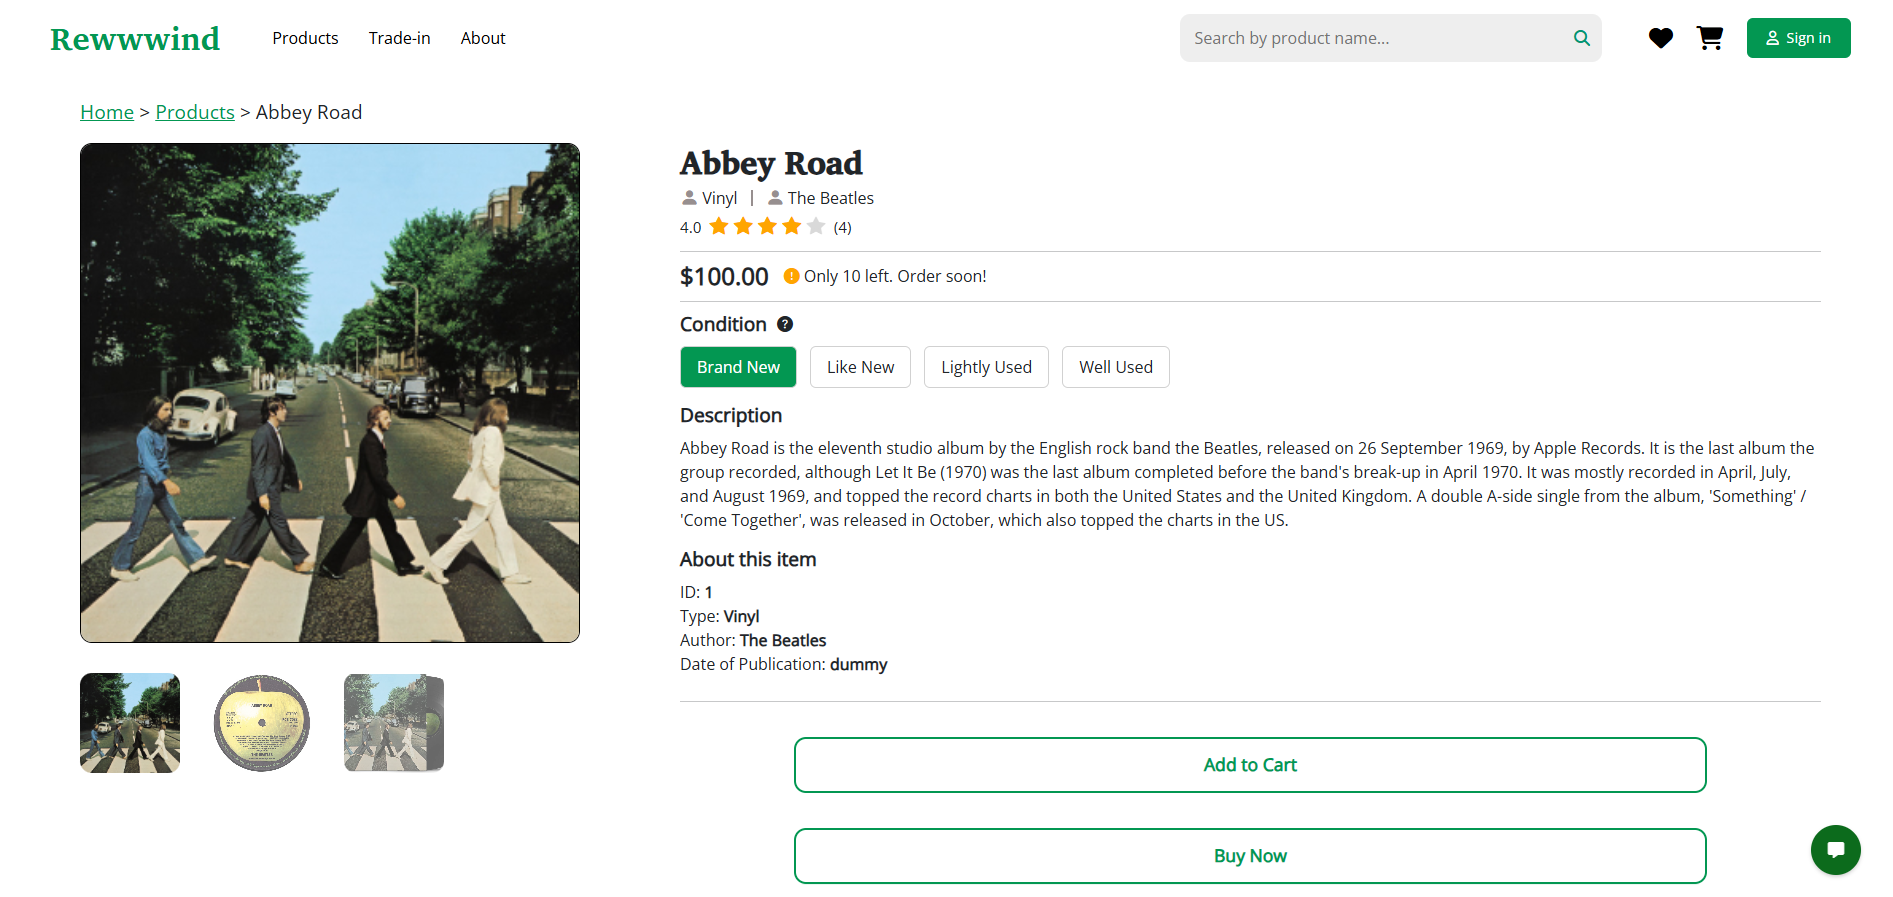 Rewwwind
Products
Trade-in
About
Search by product name...
Sign in
Home > Products > Abbey Road
Abbey Road
Vinyl | The Beatles
4.0 (4)
$100.00 Only 10 left. Order soon!
Condition
Brand New
Like New
Lightly Used
Well Used
Description
Abbey Road is the eleventh studio album by the English rock band the Beatles, released on 26 September 1969, by Apple Records. It is the last album the
group recorded, although Let It Be (1970) was the last album completed before the band's break-up in April 1970. It was mostly recorded in April, July,
and August 1969, and topped the record charts in both the United States and the United Kingdom. A double A-side single from the album, 'Something' /
'Come Together', was released in October, which also topped the charts in the US.
About this item
ID: 1
Type: Vinyl
Author: The Beatles
Date of Publication: dummy
ABBEY ROAD
Add to Cart
Buy Now